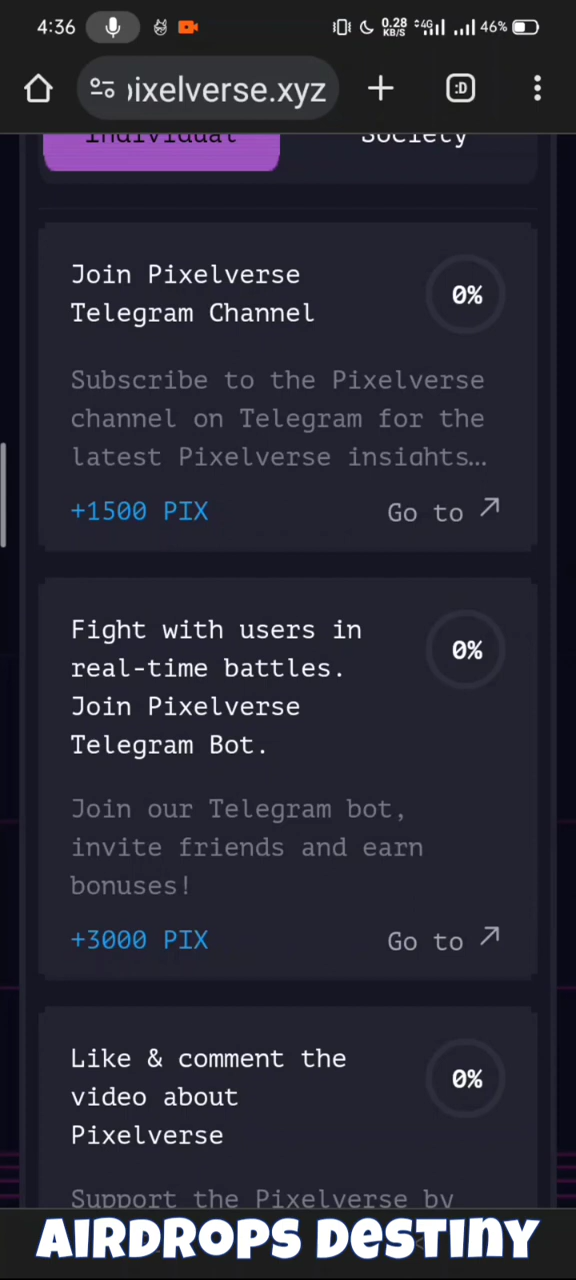 4:36
0.28
KB/S
4G
46%
:D
pixelverse.xyz
Individual
Society
Join Pixelverse
Telegram Channel
0%
Subscribe to the Pixelverse
channel on Telegram for the
latest Pixelverse insights…
+1500 PIX
Go to
Fight with users in
real-time battles.
Join Pixelverse
Telegram Bot.
0%
Join our Telegram bot,
invite friends and earn
bonuses!
+3000 PIX
Go to
Like & comment the
video about
Pixelverse
0%
Support the Pixelverse by
AIRDROPS DESTINY